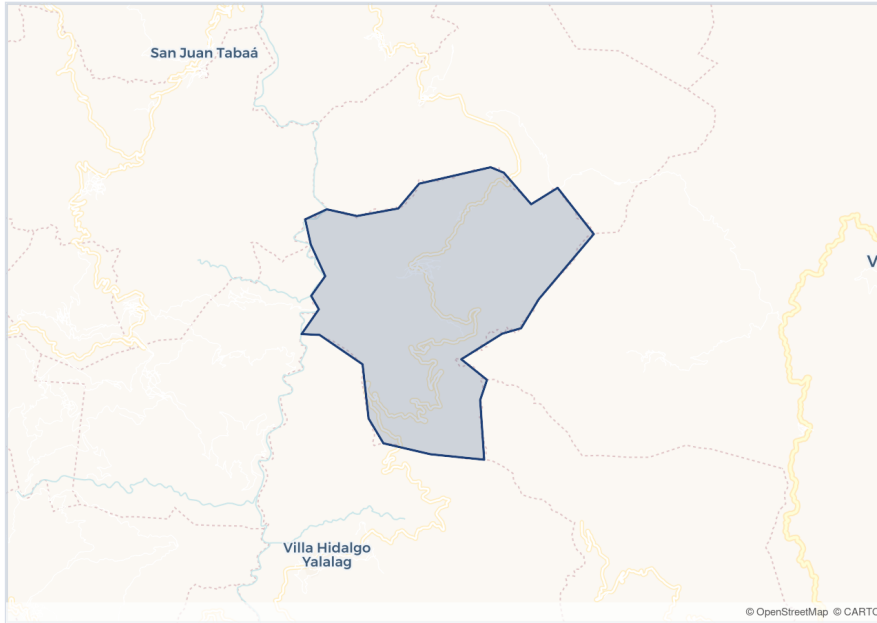 San Juan Tabaá
V
Villa Hidalgo
Yalalag
© OpenStreetMap © CARTO